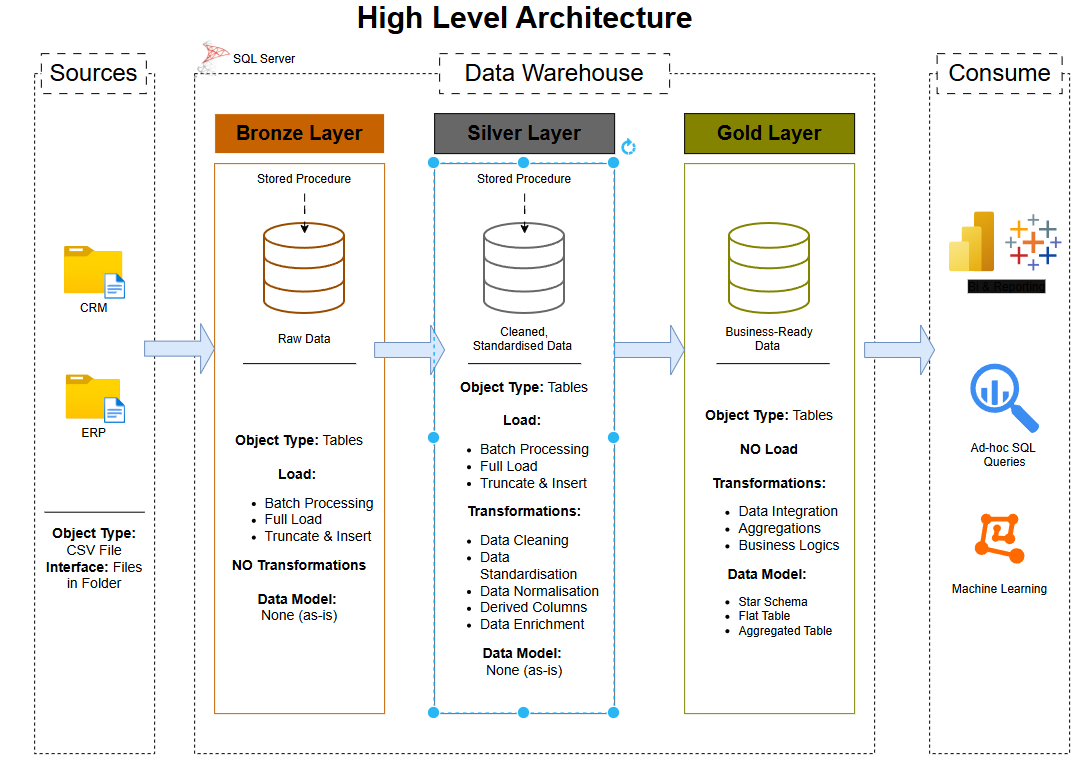 High Level Architecture
SQL Server
Sources
Data Warehouse
Consume
CRM
ERP
Object Type:
CSV File
Interface: Files
in Folder
Bronze Layer
Stored Procedure
Raw Data
Object Type: Tables
Load:
Batch Processing
Full Load
Truncate & Insert
NO Transformations
Data Model:
None (as-is)
Silver Layer
Stored Procedure
Cleaned,
Standardised Data
Object Type: Tables
Load:
Batch Processing
Full Load
Truncate & Insert
Transformations:
Data Cleaning
Data
Standardisation
Data Normalisation
Derived Columns
Data Enrichment
Data Model:
None (as-is)
Gold Layer
Business-Ready
Data
Object Type: Tables
NO Load
Transformations:
Data Integration
Aggregations
Business Logics
Data Model:
Star Schema
Flat Table
Aggregated Table
BI & Reporting
Ad-hoc SQL
Queries
Machine Learning